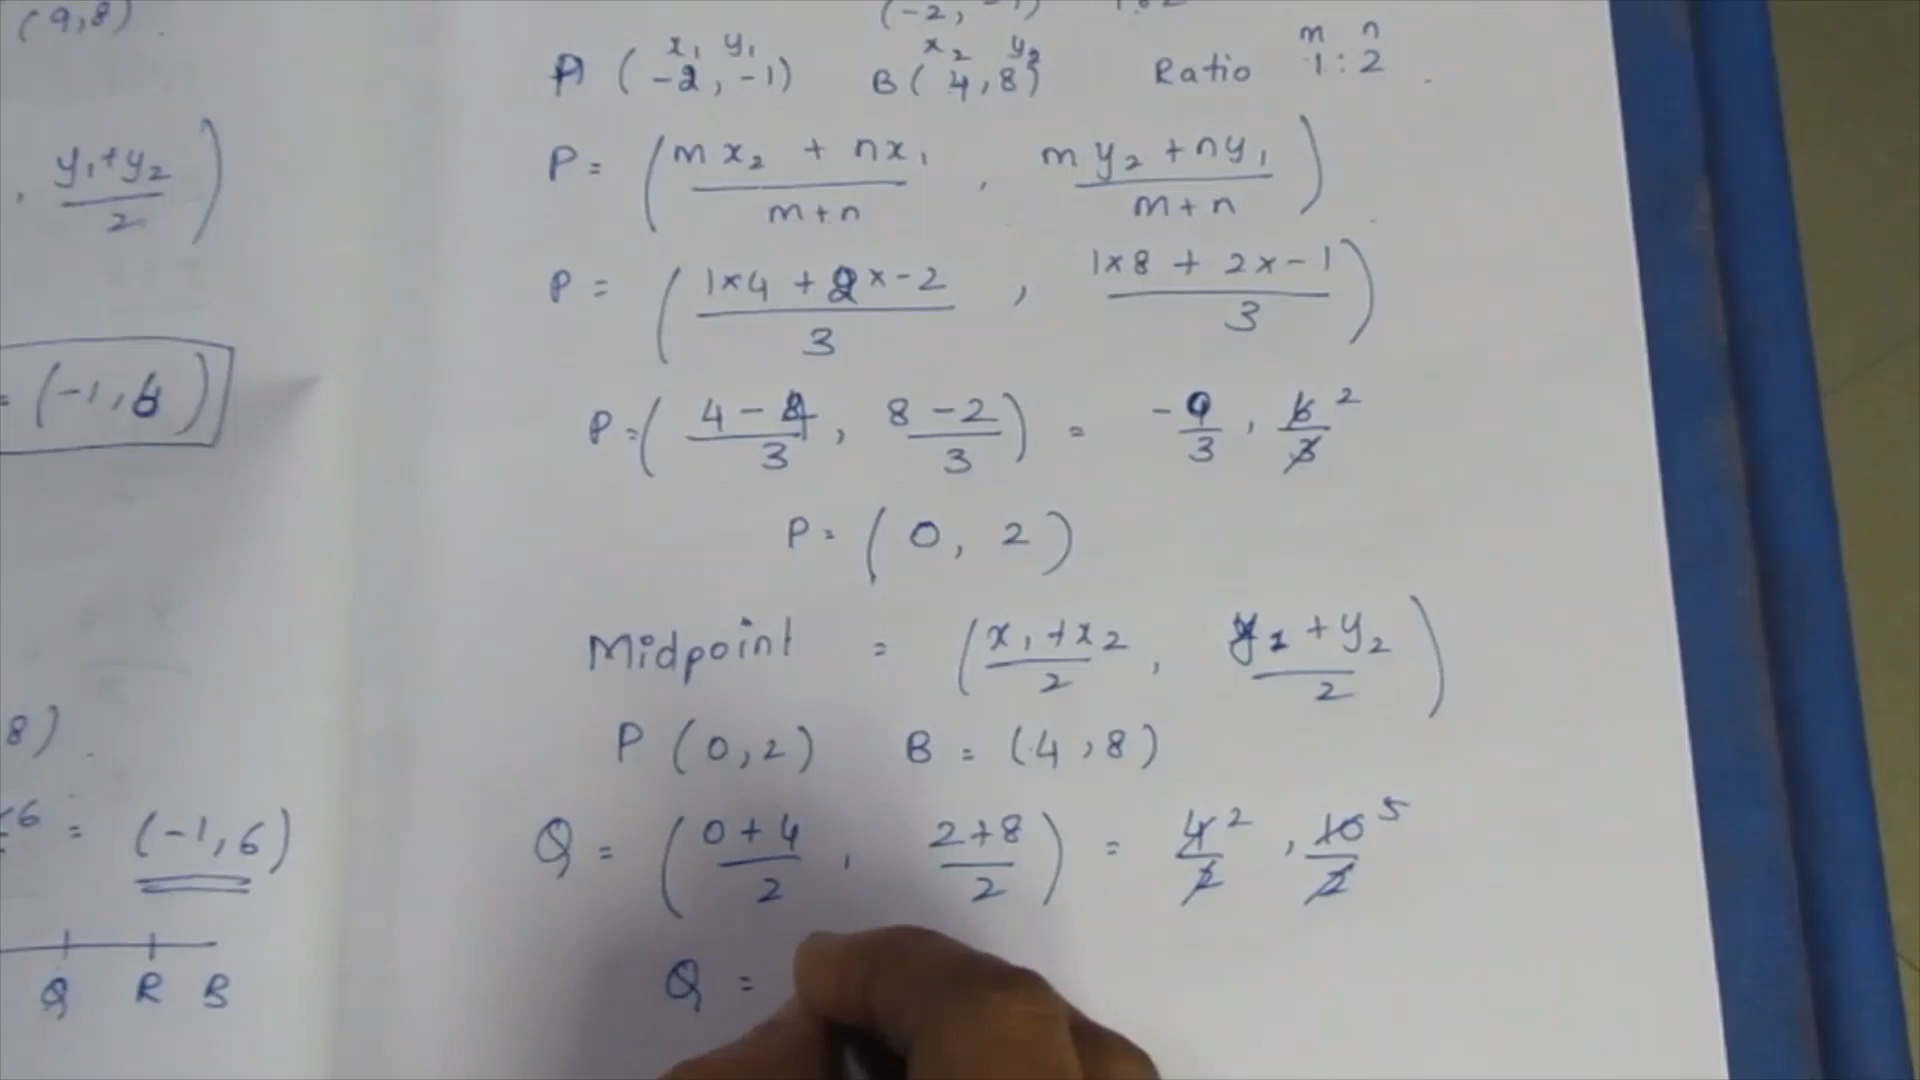 (9,8).
, y₁+y₂/2 )
= (-1,6)
8).
6 = (-1,6)
Q R B
(-2, -1) 1:2
x₁ y₁ x₂ y₂ m n
A (-2, -1) B (4,8) Ratio 1:2
P = (mx₂ + nx₁/m+n , my₂ + ny₁/m+n)
P = (1×4 + 2×-2/3 , 1×8 + 2×-1/3)
P = (4-4/3 , 8-2/3) = -0/3 , 6/3 2
P = (0, 2)
Midpoint = (x₁+x₂/2 , y₁+y₂/2)
P (0,2) B = (4,8)
Q = (0+4/2 , 2+8/2) = 4/2 2 , 10/2 5
Q =